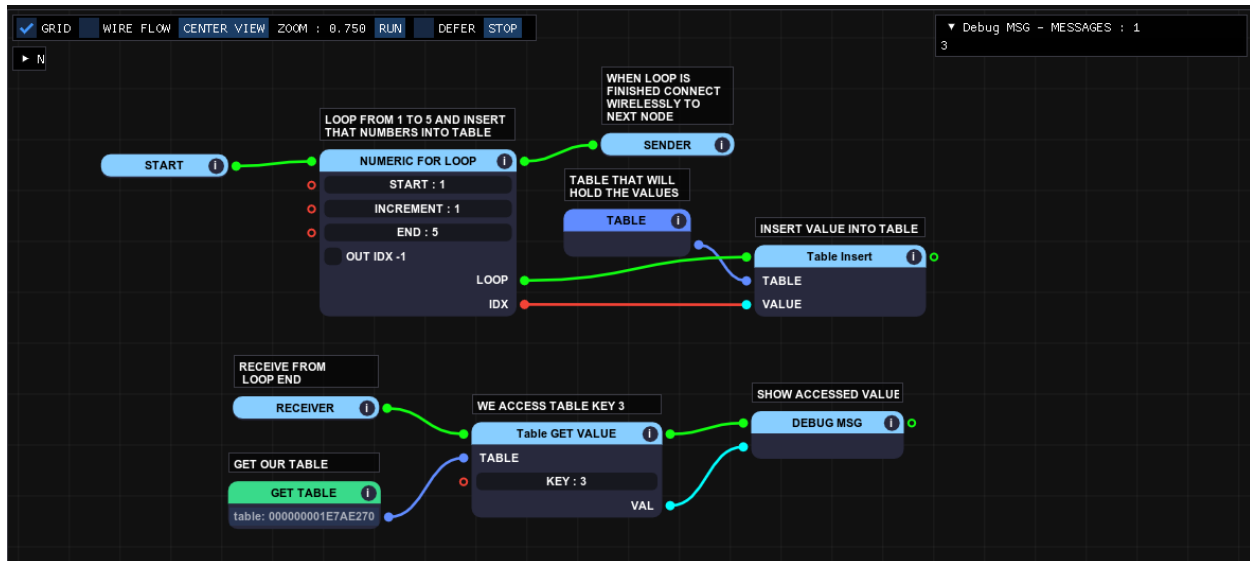 GRID WIRE FLOW CENTER VIEW ZOOM : 0.750 RUN DEFER STOP
▼ Debug MSG - MESSAGES : 1
3
► N
WHEN LOOP IS
FINISHED CONNECT
WIRELESSLY TO
NEXT NODE
LOOP FROM 1 TO 5 AND INSERT
THAT NUMBERS INTO TABLE
SENDER
START
NUMERIC FOR LOOP
START : 1
INCREMENT : 1
END : 5
OUT IDX -1
LOOP
IDX
TABLE THAT WILL
HOLD THE VALUES
TABLE
INSERT VALUE INTO TABLE
Table Insert
TABLE
VALUE
RECEIVE FROM
LOOP END
RECEIVER
GET OUR TABLE
GET TABLE
table: 000000001E7AE270
WE ACCESS TABLE KEY 3
Table GET VALUE
TABLE
KEY : 3
VAL
SHOW ACCESSED VALUE
DEBUG MSG